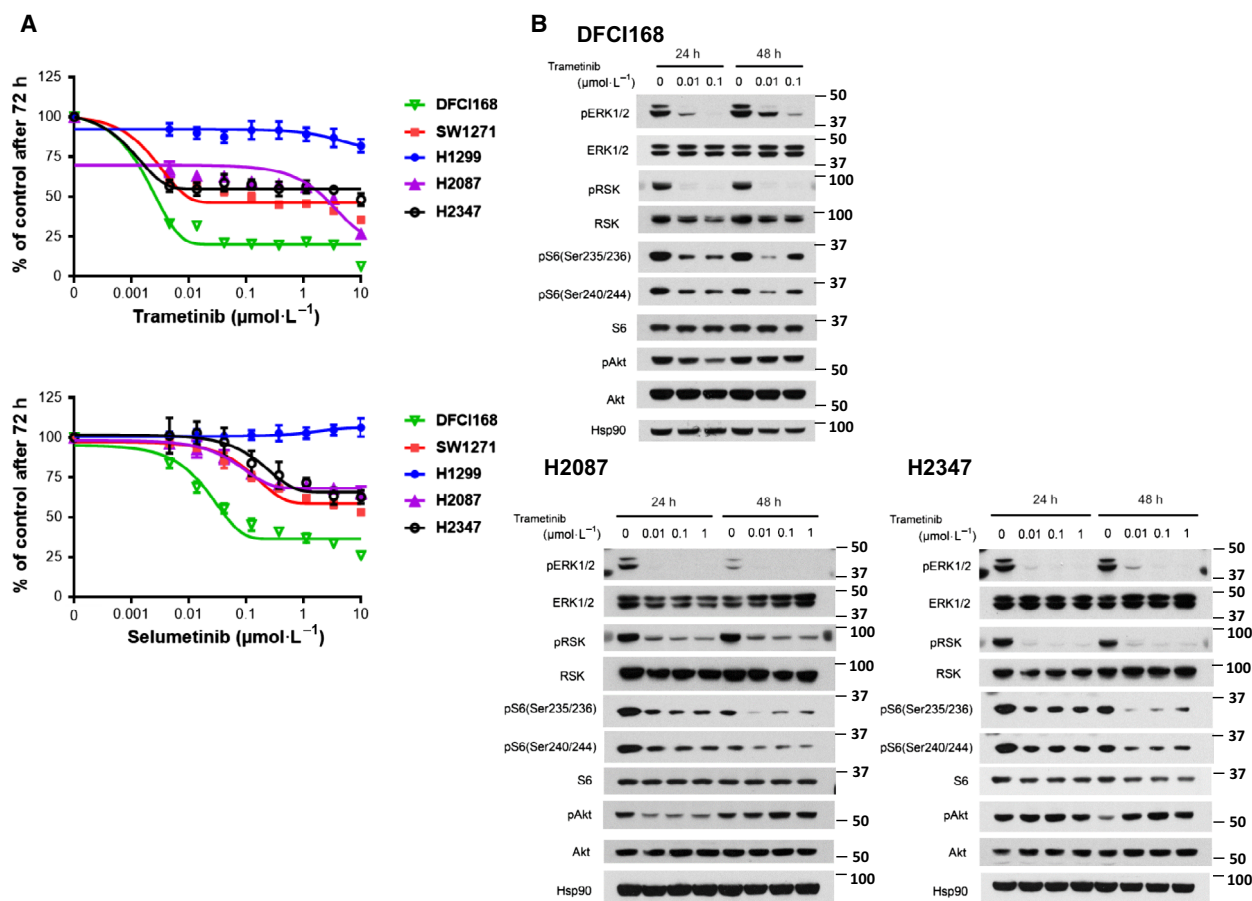 A
125
100
75
50
25
0
% of control after 72 h
0 0.001 0.01 0.1 1 10
Trametinib (µmol·L⁻¹)
DFCI168
SW1271
H1299
H2087
H2347
125
100
75
50
25
0
% of control after 72 h
0 0.001 0.01 0.1 1 10
Selumetinib (µmol·L⁻¹)
DFCI168
SW1271
H1299
H2087
H2347
B
DFCI168
24 h 48 h
Trametinib
(µmol·L⁻¹) 0 0.01 0.1 0 0.01 0.1
pERK1/2 50
37
ERK1/2 50
37
pRSK 100
RSK 100
pS6(Ser235/236) 37
pS6(Ser240/244) 37
S6 37
pAkt 50
Akt 50
Hsp90 100
H2087
24 h 48 h
Trametinib
(µmol·L⁻¹) 0 0.01 0.1 1 0 0.01 0.1 1
pERK1/2 50
37
ERK1/2 50
37
pRSK 100
RSK 100
pS6(Ser235/236) 37
pS6(Ser240/244) 37
S6 37
pAkt 50
Akt 50
Hsp90 100
H2347
24 h 48 h
Trametinib
(µmol·L⁻¹) 0 0.01 0.1 1 0 0.01 0.1 1
pERK1/2 50
37
ERK1/2 50
37
pRSK 100
RSK 100
pS6(Ser235/236) 37
pS6(Ser240/244) 37
S6 37
pAkt 50
Akt 50
Hsp90 100